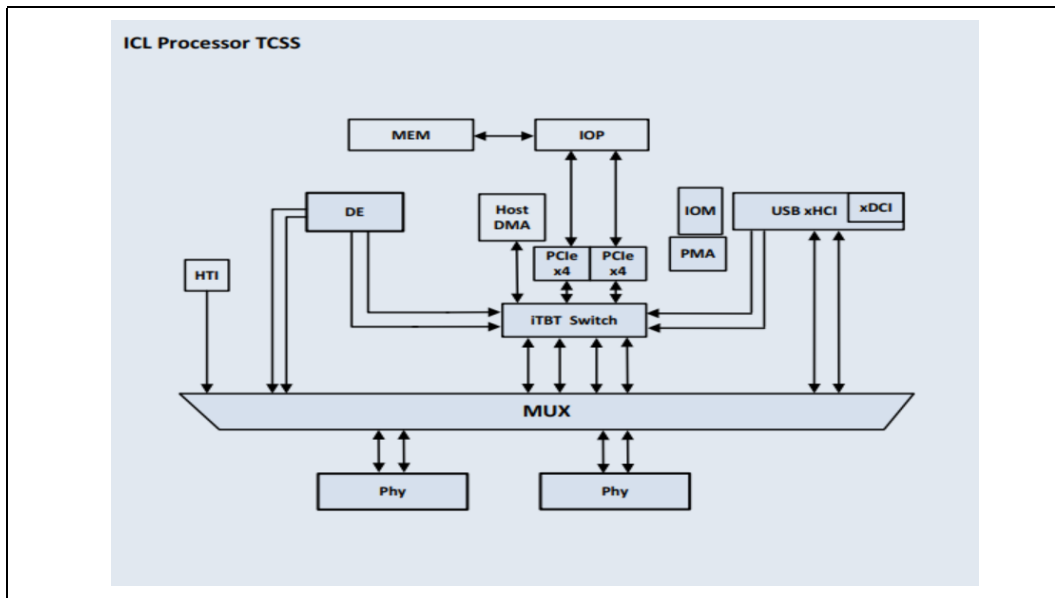 ICL Processor TCSS
MEM
IOP
DE
Host
DMA
IOM
USB xHCI
xDCI
PMA
HTI
PCIe
x4
PCIe
x4
iTBT Switch
MUX
Phy
Phy